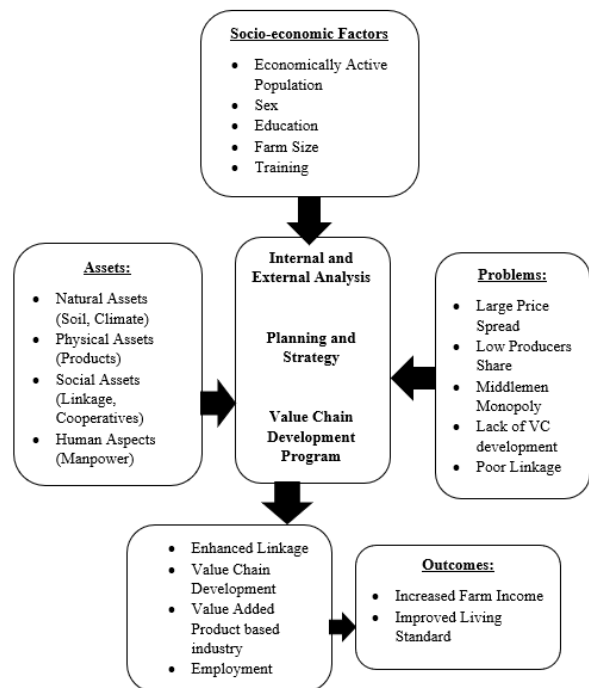 Socio-economic Factors
• Economically Active
Population
• Sex
• Education
• Farm Size
• Training
Assets:
• Natural Assets
(Soil, Climate)
• Physical Assets
(Products)
• Social Assets
(Linkage,
Cooperatives)
• Human Aspects
(Manpower)
Internal and
External Analysis
Planning and
Strategy
Value Chain
Development
Program
Problems:
• Large Price
Spread
• Low Producers
Share
• Middlemen
Monopoly
• Lack of VC
development
• Poor Linkage
• Enhanced Linkage
• Value Chain
Development
• Value Added
Product based
industry
• Employment
Outcomes:
• Increased Farm Income
• Improved Living
Standard